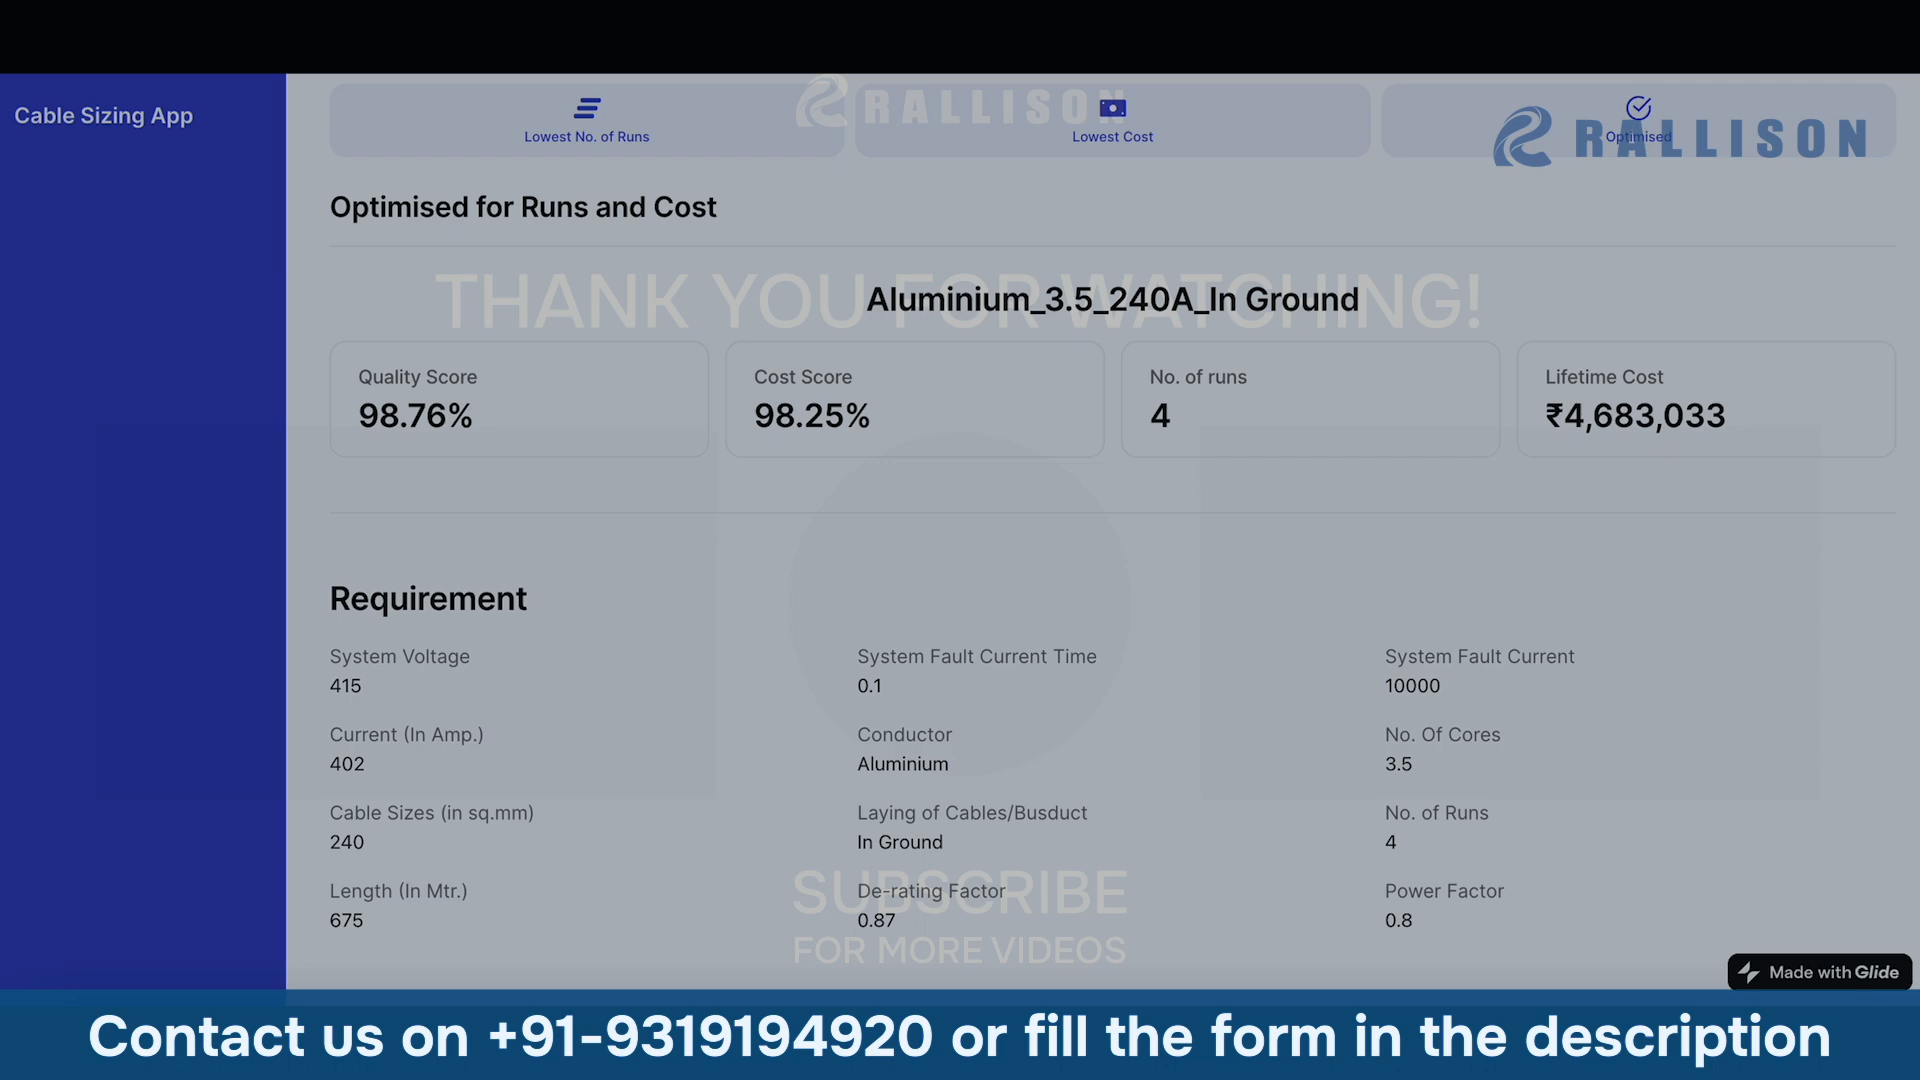 Cable Sizing App
Lowest No. of Runs
RALLISON
Lowest Cost
Optimised
RALLISON
Optimised for Runs and Cost
THANK YOU FOR WATCHING!
Aluminium_3.5_240A_In Ground
Quality Score
98.76%
Cost Score
98.25%
No. of runs
4
Lifetime Cost
₹4,683,033
Requirement
System Voltage
415
System Fault Current Time
0.1
System Fault Current
10000
Current (In Amp.)
402
Conductor
Aluminium
No. Of Cores
3.5
Cable Sizes (in sq.mm)
240
Laying of Cables/Busduct
In Ground
No. of Runs
4
Length (In Mtr.)
675
De-rating Factor
0.87
Power Factor
0.8
SUBSCRIBE
FOR MORE VIDEOS
Made with Glide
Contact us on +91-9319194920 or fill the form in the description